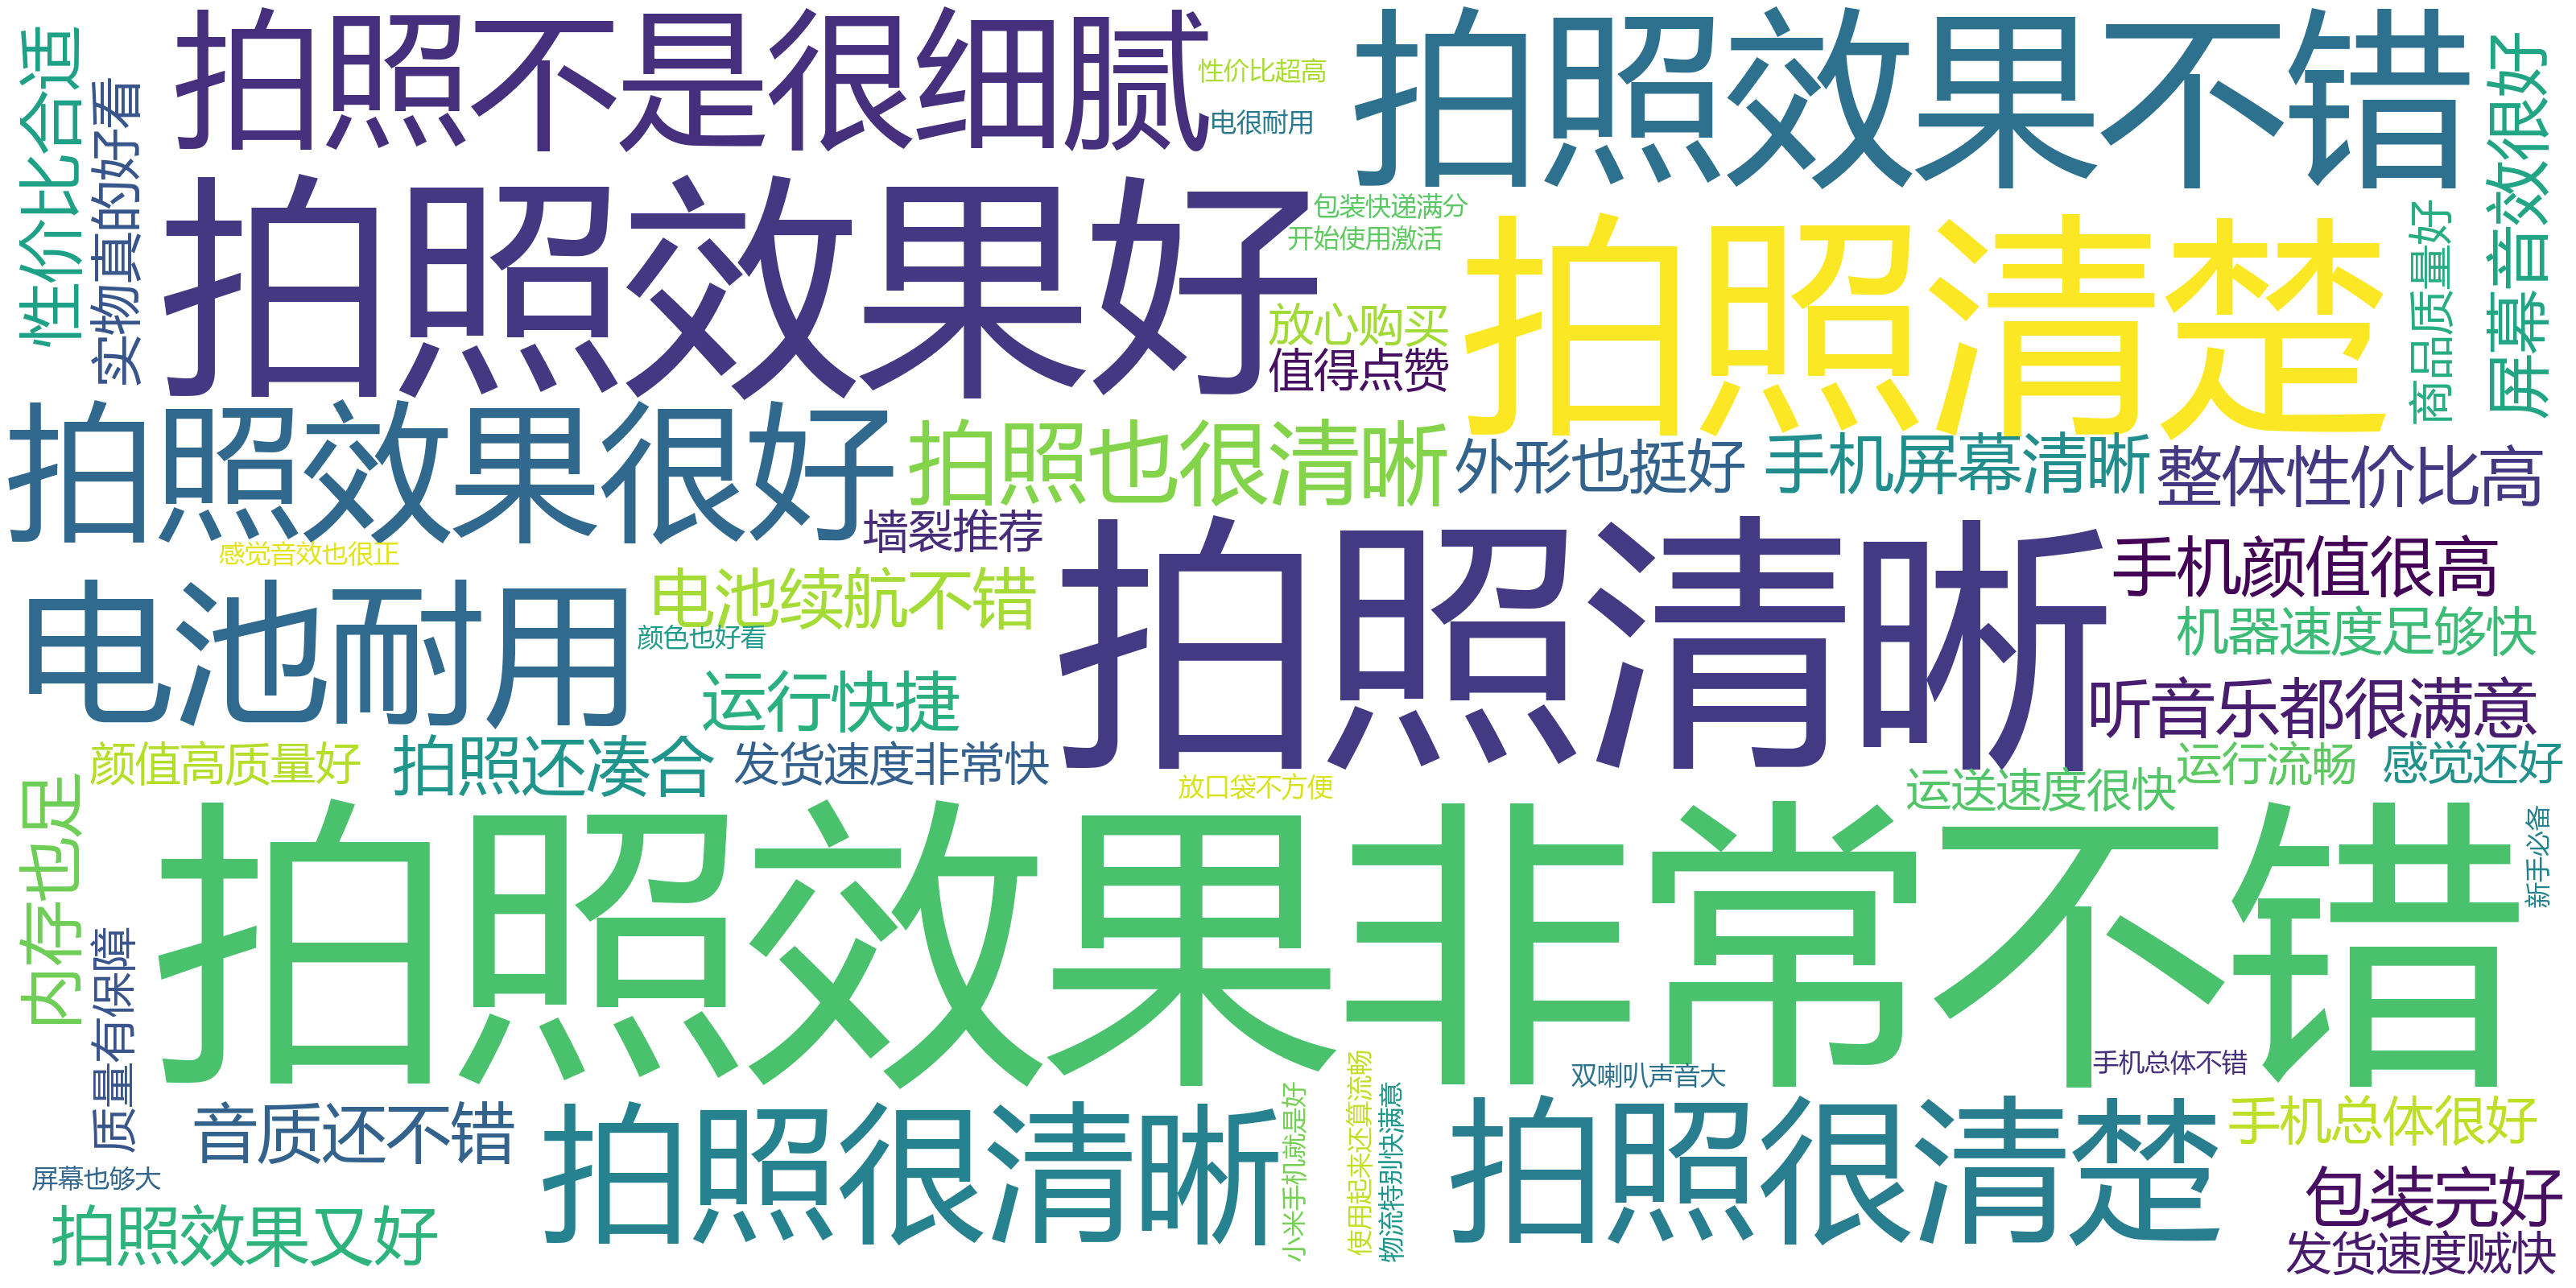 拍照不是很细腻
拍照效果不错
性价比合适
实物真的好看
性价比超高
电很耐用
屏幕音效很好
拍照效果好
包装快递满分
开始使用激活
拍照清楚
商品质量好
放心购买
值得点赞
拍照效果很好
拍照也很清晰
外形也挺好
手机屏幕清晰
整体性价比高
墙裂推荐
感觉音效也很正
拍照清晰
手机颜值很高
电池耐用
电池续航不错
颜色也好看
机器速度足够快
运行快捷
听音乐都很满意
颜值高质量好
拍照还凑合
发货速度非常快
放口袋不方便
运送速度很快
运行流畅
感觉还好
内存也足
拍照效果非常不错
新手必备
质量有保障
双喇叭声音大
手机总体不错
音质还不错
拍照很清晰
小米手机就是好
使用起来还算流畅
物流特别快满意
拍照很清楚
手机总体很好
屏幕也够大
包装完好
拍照效果又好
发货速度贼快